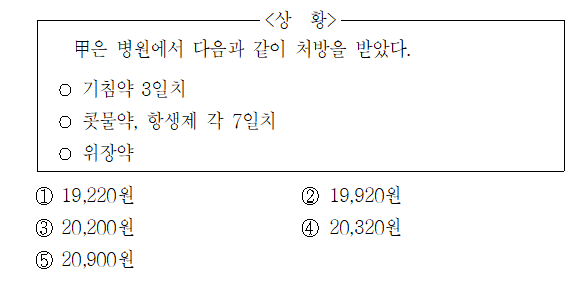 <상 황>
甲은 병원에서 다음과 같이 처방을 받았다.
○ 기침약 3일치
○ 콧물약, 항생제 각 7일치
○ 위장약
① 19,220원 ② 19,920원
③ 20,200원 ④ 20,320원
⑤ 20,900원